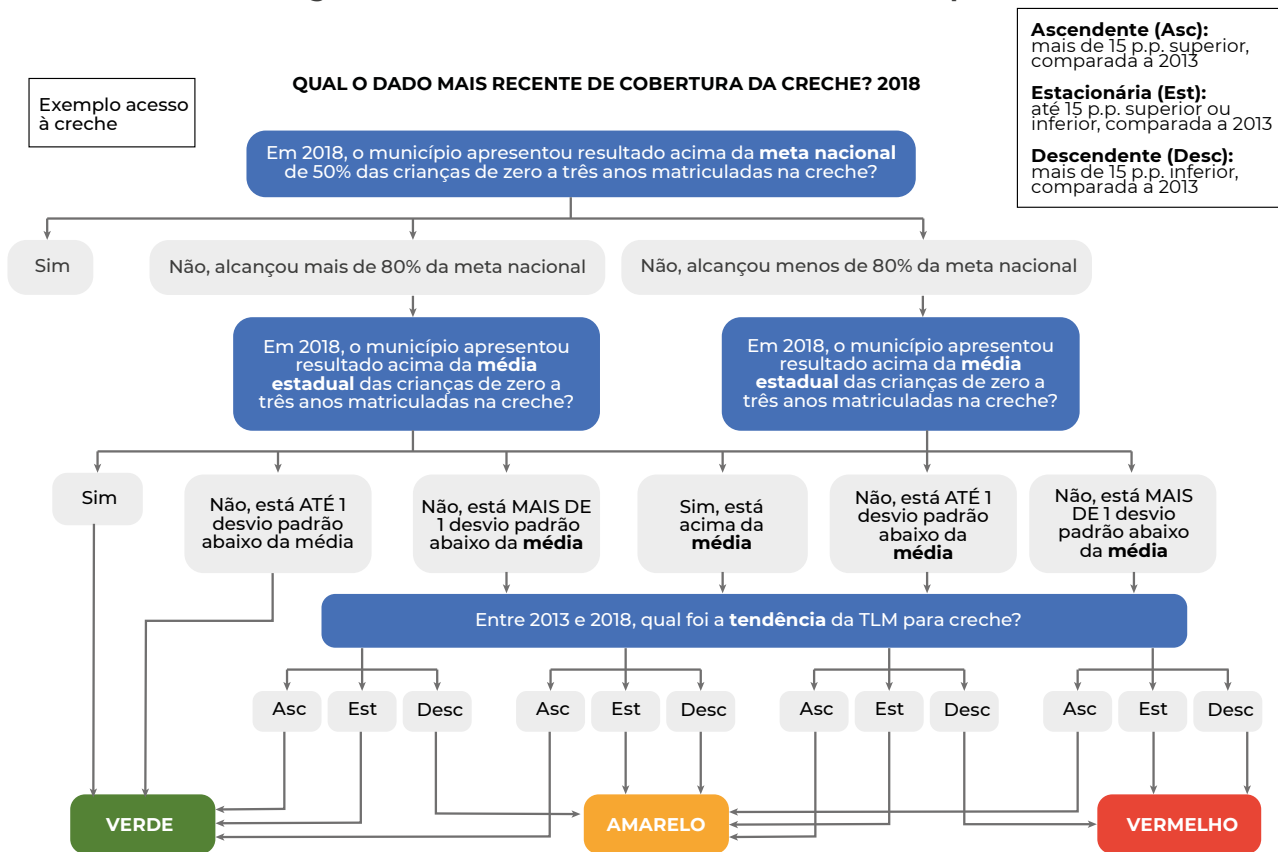 Ascendente (Asc):
mais de 15 p.p. superior,
comparada a 2013
Estacionária (Est):
até 15 p.p. superior ou
inferior, comparada a 2013
Descendente (Desc):
mais de 15 p.p. inferior,
comparada a 2013
QUAL O DADO MAIS RECENTE DE COBERTURA DA CRECHE? 2018
Exemplo acesso
à creche
Em 2018, o município apresentou resultado acima da meta nacional
de 50% das crianças de zero a três anos matriculadas na creche?
Sim
Não, alcançou mais de 80% da meta nacional
Não, alcançou menos de 80% da meta nacional
Em 2018, o município apresentou
resultado acima da média
estadual das crianças de zero a
três anos matriculadas na creche?
Em 2018, o município apresentou
resultado acima da média
estadual das crianças de zero a
três anos matriculadas na creche?
Sim
Não, está ATÉ 1
desvio padrão
abaixo da média
Não, está MAIS DE
1 desvio padrão
abaixo da média
Sim, está
acima da
média
Não, está ATÉ 1
desvio padrão
abaixo da
média
Não, está MAIS
DE 1 desvio
padrão abaixo
da média
Entre 2013 e 2018, qual foi a tendência da TLM para creche?
Asc
Est
Desc
Asc
Est
Desc
Asc
Est
Desc
Asc
Est
Desc
VERDE
AMARELO
VERMELHO